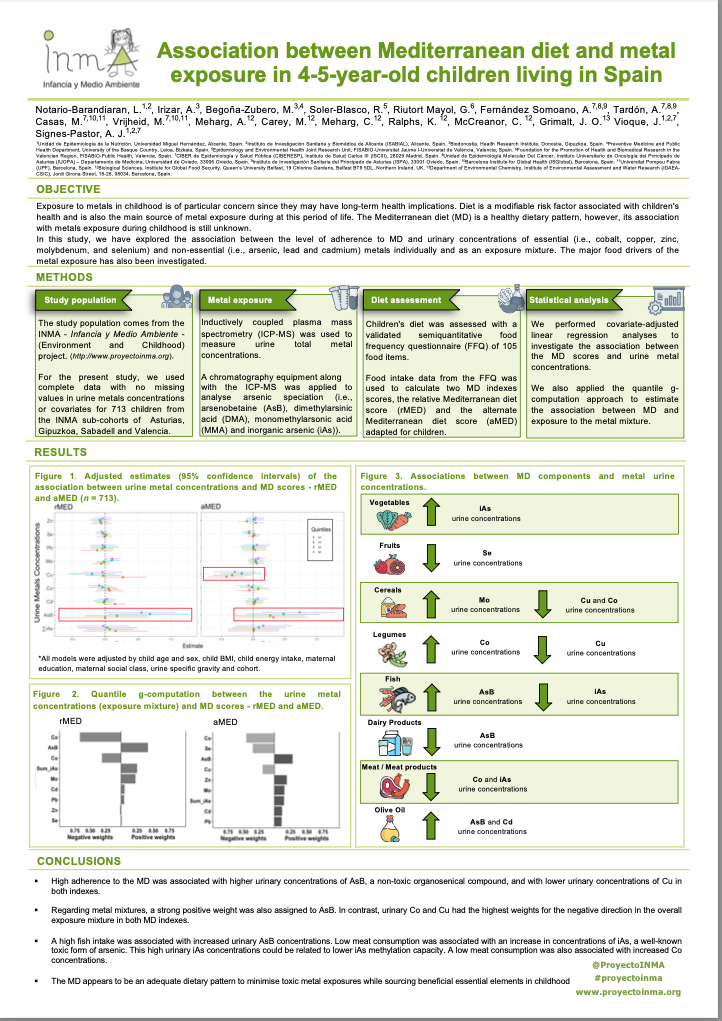 inma
Infancia y Medio Ambiente
Association between Mediterranean diet and metal
exposure in 4-5-year-old children living in Spain
Notario-Barandiaran, L.1,2, Irizar, A.3, Begoña-Zubero, M.3,4, Soler-Blasco, R.5, Riutort Mayol, G.6, Fernández Somoano, A.7,8,9, Tardón, A.7,8,9
Casas, M.7,10,11, Vrijheid, M.7,10,11, Meharg, A.12, Carey, M.12, Meharg, C.12, Ralphs, K. 12, McCreanor, C. 12, Grimalt, J. O.13 Vioque, J.1,2,7,
Signes-Pastor, A. J.1,2,7
OBJECTIVE
Exposure to metals in childhood is of particular concern since they may have long-term health implications. Diet is a modifiable risk factor associated with children's
health and is also the main source of metal exposure during at this period of life. The Mediterranean diet (MD) is a healthy dietary pattern, however, its association
with metals exposure during childhood is still unknown.
In this study, we have explored the association between the level of adherence to MD and urinary concentrations of essential (i.e., cobalt, copper, zinc,
molybdenum, and selenium) and non-essential (i.e., arsenic, lead and cadmium) metals individually and as an exposure mixture. The major food drivers of the
metal exposure has also been investigated.
METHODS
Study population
The study population comes from the
INMA - Infancia y Medio Ambiente -
(Environment and Childhood)
project. (http://www.proyectoinma.org).
For the present study, we used
complete data with no missing
values in urine metals concentrations
or covariates for 713 children from
the INMA sub-cohorts of Asturias,
Gipuzkoa, Sabadell and Valencia.
Metal exposure
Inductively coupled plasma mass
spectrometry (ICP-MS) was used to
measure urine total metal
concentrations.
A chromatography equipment along
with the ICP-MS was applied to
analyse arsenic speciation (i.e.,
arsenobetaine (AsB), dimethylarsinic
acid (DMA), monomethylarsonic acid
(MMA) and inorganic arsenic (iAs)).
Diet assessment
Children's diet was assessed with a
validated semiquantitative food
frequency questionnaire (FFQ) of 105
food items.
Food intake data from the FFQ was
used to calculate two MD indexes
scores, the relative Mediterranean diet
score (rMED) and the alternate
Mediterranean diet score (aMED)
adapted for children.
Statistical analysis
We performed covariate-adjusted
linear regression analyses to
investigate the association between
the MD scores and urine metal
concentrations.
We also applied the quantile g-
computation approach to estimate
the association between MD and
exposure to the metal mixture.
RESULTS
Figure 1. Adjusted estimates (95% confidence intervals) of the
association between urine metal concentrations and MD scores - rMED
and aMED (n = 713).
rMED
aMED
Urine Metals Concentrations
Zn
Se
Pb
Mo
Cu
Co
Cd
AsB
Quintiles
Estimate
*All models were adjusted by child age and sex, child BMI, child energy intake, maternal
education, maternal social class, urine specific gravity and cohort.
Figure 2. Quantile g-computation between the urine metal
concentrations (exposure mixture) and MD scores - rMED and aMED.
rMED
Co
AsB
Cu
Sum_iAs
Mo
Cd
Pb
Zn
Se
0.75 0.50 0.25 0.25 0.50 0.75
Negative weights Positive weights
aMED
Cu
Se
AsB
Co
Zn
Mo
Pb
Sum_iAs
Cd
0.75 0.50 0.25 0.25 0.50 0.75
Negative weights Positive weights
Figure 3. Associations between MD components and metal urine
concentrations.
Vegetables
iAs
urine concentrations
Fruits
Se
urine concentrations
Cereals
Mo
urine concentrations
Cu and Co
urine concentrations
Legumes
Co
urine concentrations
Cu
urine concentrations
Fish
AsB
urine concentrations
iAs
urine concentrations
Dairy Products
AsB
urine concentrations
Meat / Meat products
Co and iAs
urine concentrations
Olive Oil
AsB and Cd
urine concentrations
CONCLUSIONS
▪ High adherence to the MD was associated with higher urinary concentrations of AsB, a non-toxic organosenical compound, and with lower urinary concentrations of Cu in
both indexes.
▪ Regarding metal mixtures, a strong positive weight was also assigned to AsB. In contrast, urinary Co and Cu had the highest weights for the negative direction in the overall
exposure mixture in both MD indexes.
▪ A high fish intake was associated with increased urinary AsB concentrations. Low meat consumption was associated with an increase in concentrations of iAs, a well-known
toxic form of arsenic. This high urinary iAs concentrations could be related to lower iAs methylation capacity. A low meat consumption was also associated with increased Co
concentrations.
▪ The MD appears to be an adequate dietary pattern to minimise toxic metal exposures while sourcing beneficial essential elements in childhood
@ProyectoINMA
#proyectoinma
www.proyectoinma.org